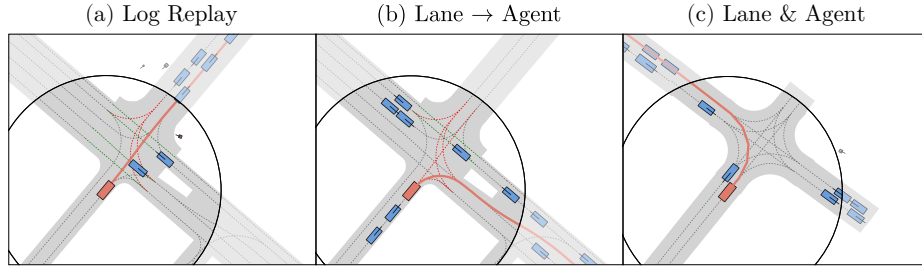 (a) Log Replay
(b) Lane → Agent
(c) Lane & Agent